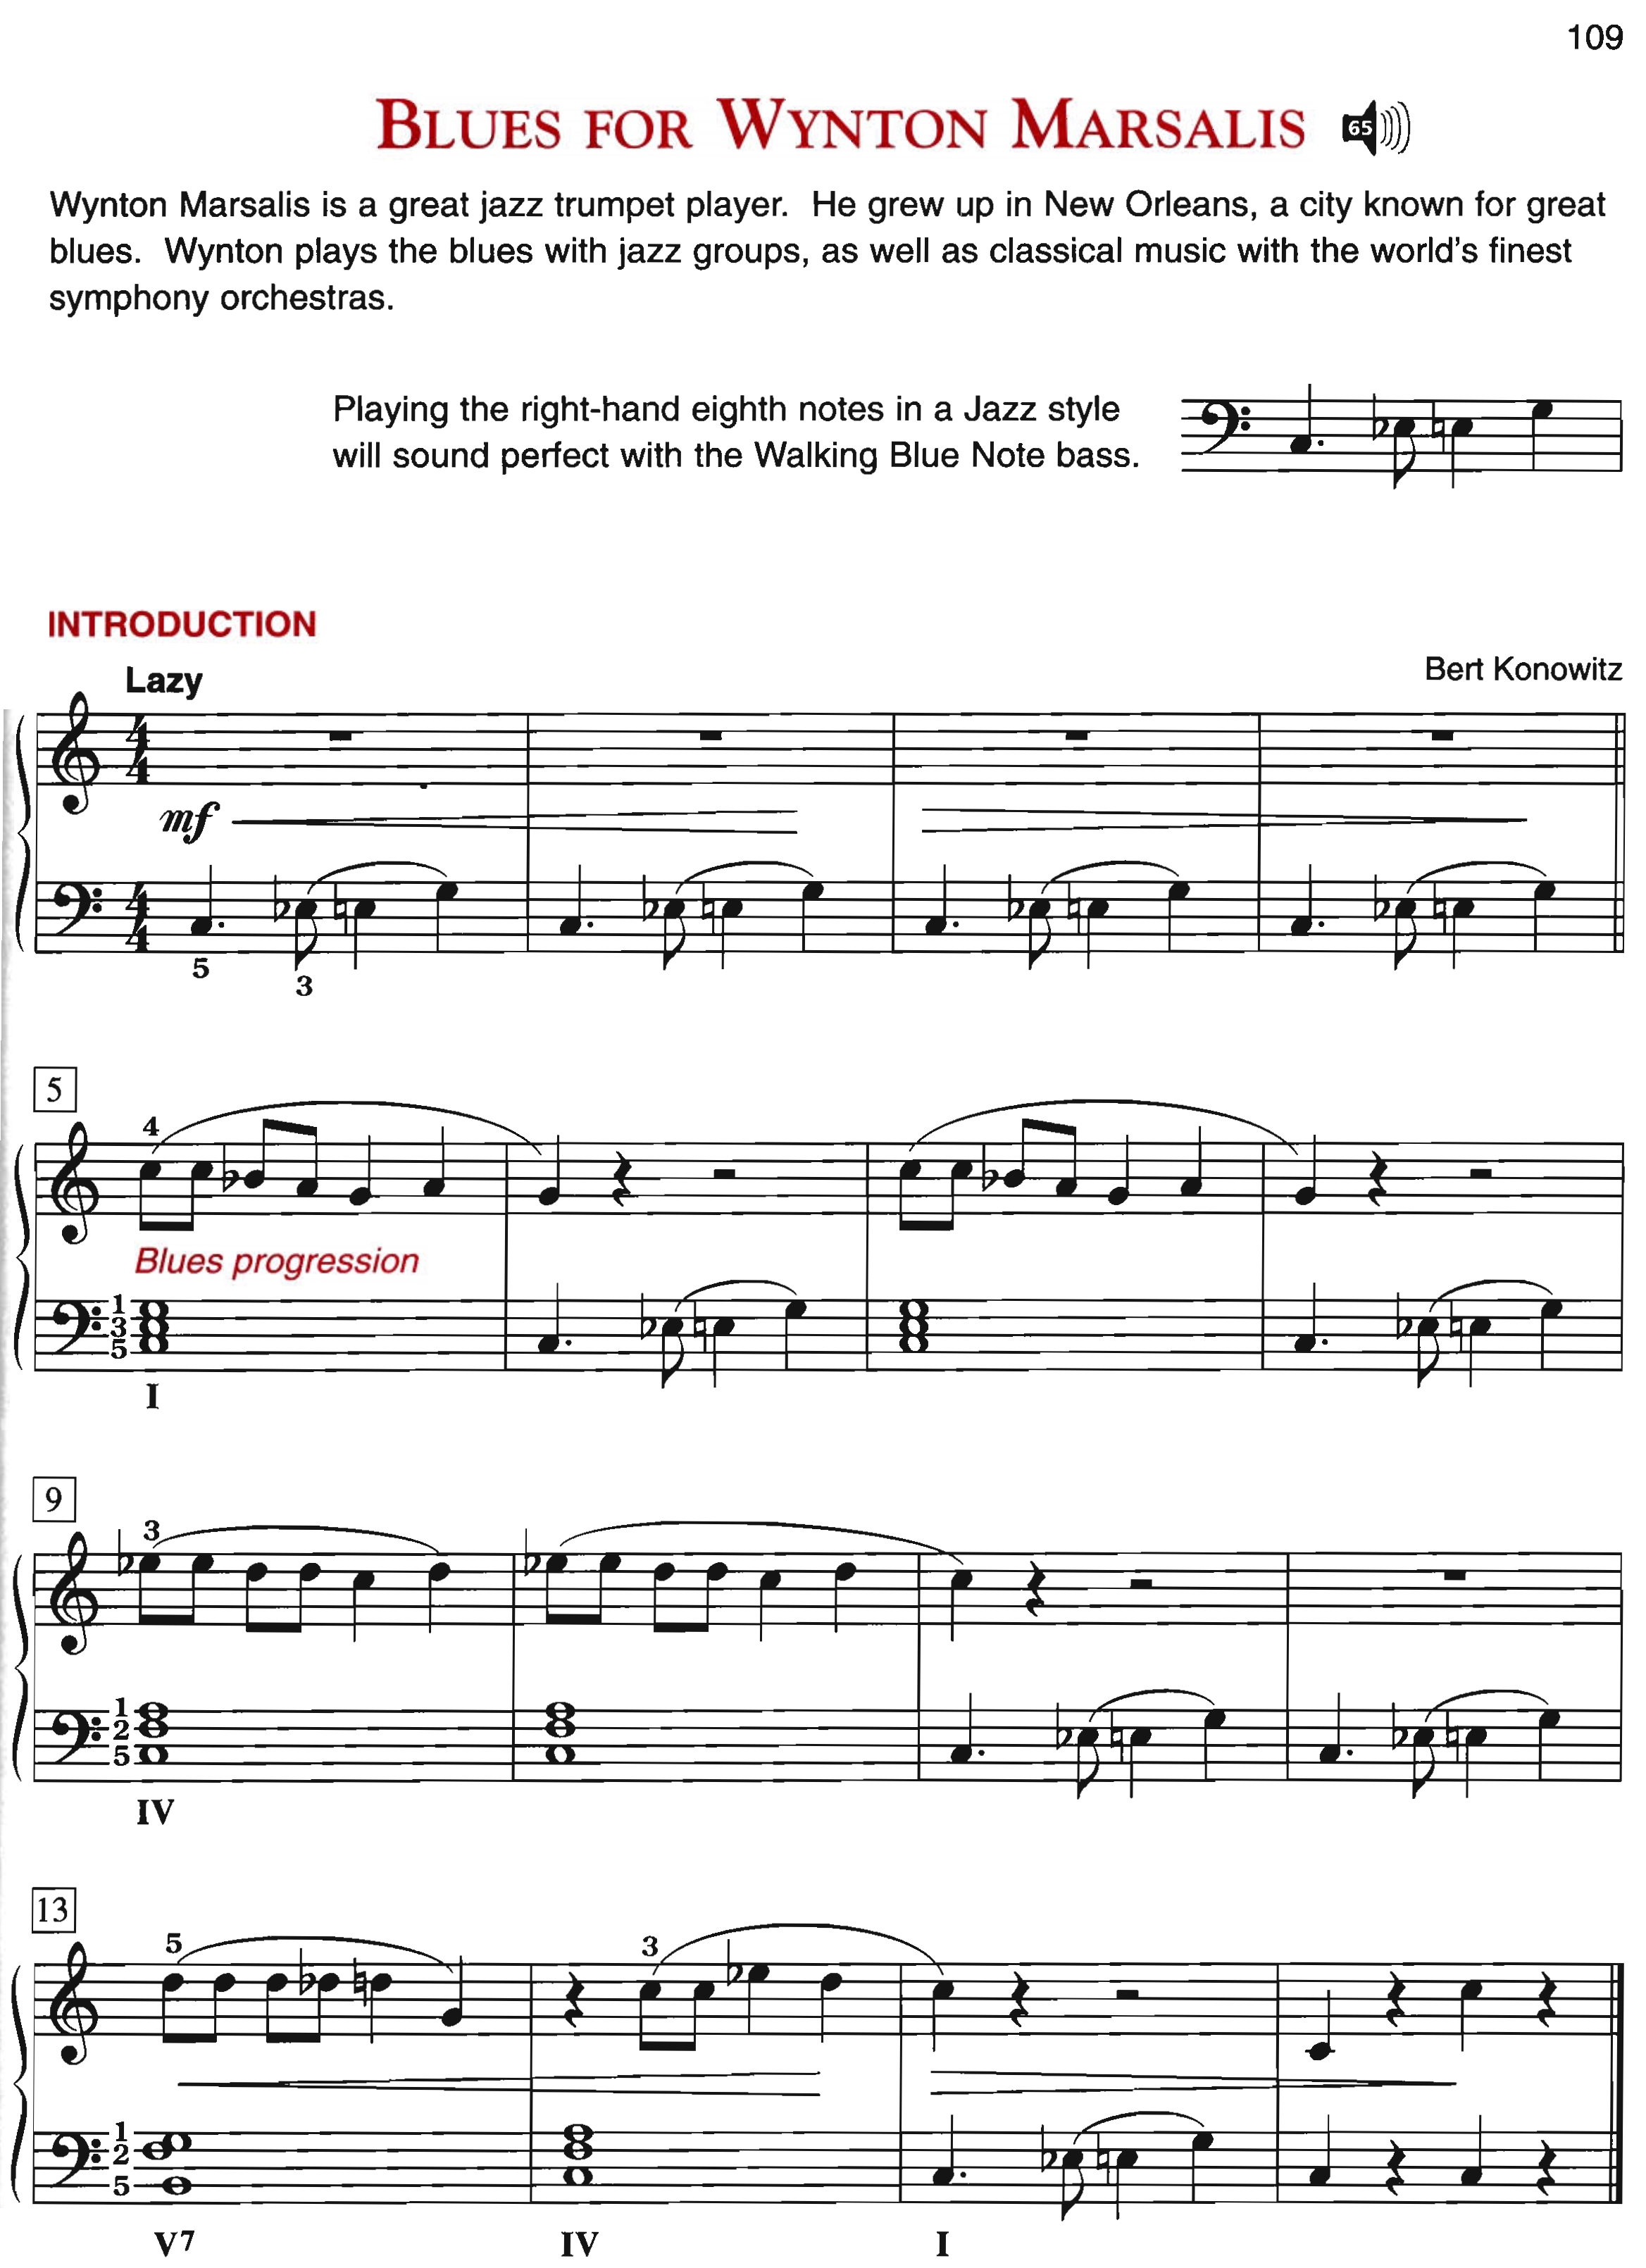 109
BLUES FOR WYNTON MARSALIS 65
Wynton Marsalis is a great jazz trumpet player. He grew up in New Orleans, a city known for great
blues. Wynton plays the blues with jazz groups, as well as classical music with the world's finest
symphony orchestras.
Playing the right-hand eighth notes in a Jazz style
will sound perfect with the Walking Blue Note bass.
INTRODUCTION
Lazy
Bert Konowitz
4
4
mf
4
4
5
3
5
4
Blues progression
1
3
5
I
9
3
1
2
5
IV
13
5 3
1
2
5
V7 IV I